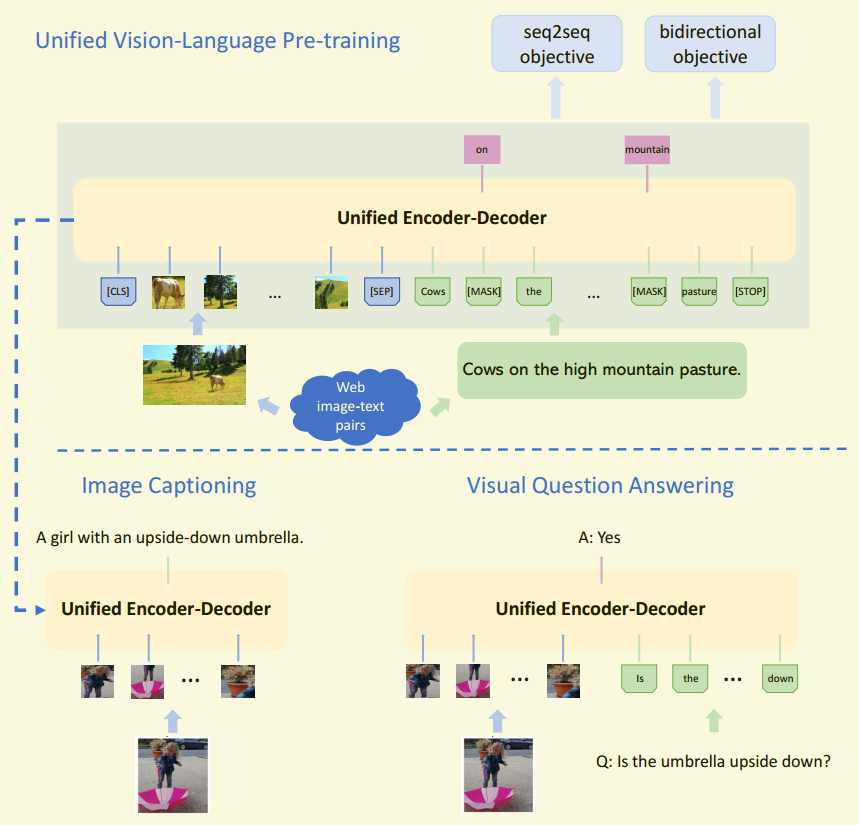 Unified Vision-Language Pre-training
seq2seq
objective
bidirectional
objective
on
mountain
Unified Encoder-Decoder
[CLS]
...
[SEP]
Cows
[MASK]
the
...
[MASK]
pasture
[STOP]
Web
image-text
pairs
Cows on the high mountain pasture.
Image Captioning
A girl with an upside-down umbrella.
Unified Encoder-Decoder
...
Visual Question Answering
A: Yes
Unified Encoder-Decoder
...
Is
the
...
down
Q: Is the umbrella upside down?